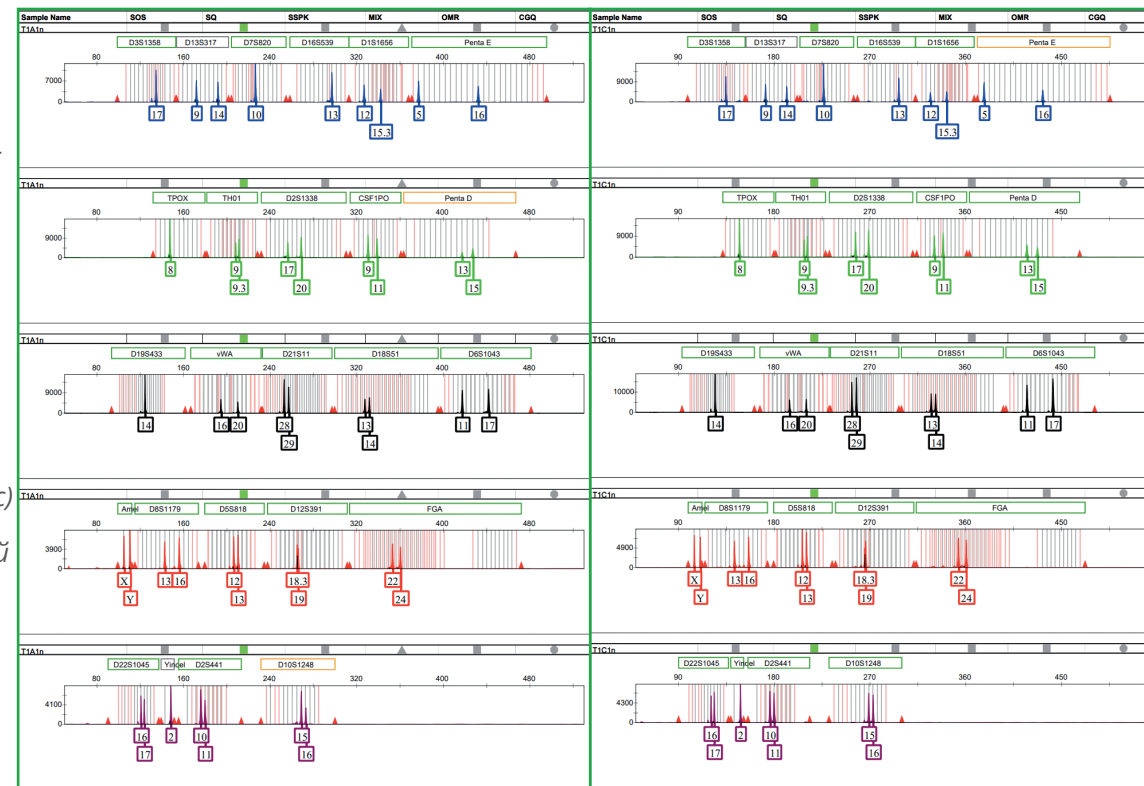 Sample Name SOS SQ SSPK MIX OMR CGQ
T1A1n
D3S1358 D13S317 D7S820 D16S539 D1S1656 Penta E
80 160 240 320 400 480
7000
0
17 9 14 10 13 12 5 16
15.3
T1A1n
TPOX TH01 D2S1338 CSF1PO Penta D
80 160 240 320 400 480
9000
0
8 9 17 9 13
9.3 20 11 15
T1A1n
D19S433 vWA D21S11 D18S51 D6S1043
80 160 240 320 400 480
9000
0
14 16 20 28 13 11 17
29 14
T1A1n
Amel D8S1179 D5S818 D12S391 FGA
80 160 240 320 400 480
3900
0
X 13 16 12 18.3 22
Y 13 19 24
T1A1n
D22S1045 Yindel D2S441 D10S1248
80 160 240 320 400 480
4100
0
16 2 10 15
17 11 16
Sample Name SOS SQ SSPK MIX OMR CGQ
T1C1n
D3S1358 D13S317 D7S820 D16S539 D1S1656 Penta E
90 180 270 360 450
9000
0
17 9 14 10 13 12 5 16
15.3
T1C1n
TPOX TH01 D2S1338 CSF1PO Penta D
90 180 270 360 450
9000
0
8 9 17 9 13
9.3 20 11 15
T1C1n
D19S433 vWA D21S11 D18S51 D6S1043
90 180 270 360 450
10000
0
14 16 20 28 13 11 17
29 14
T1C1n
Amel D8S1179 D5S818 D12S391 FGA
90 180 270 360 450
4900
0
X 13 16 12 18.3 22
Y 13 19 24
T1C1n
D22S1045 Yindel D2S441 D10S1248
90 180 270 360 450
4300
0
16 2 10 15
17 11 16